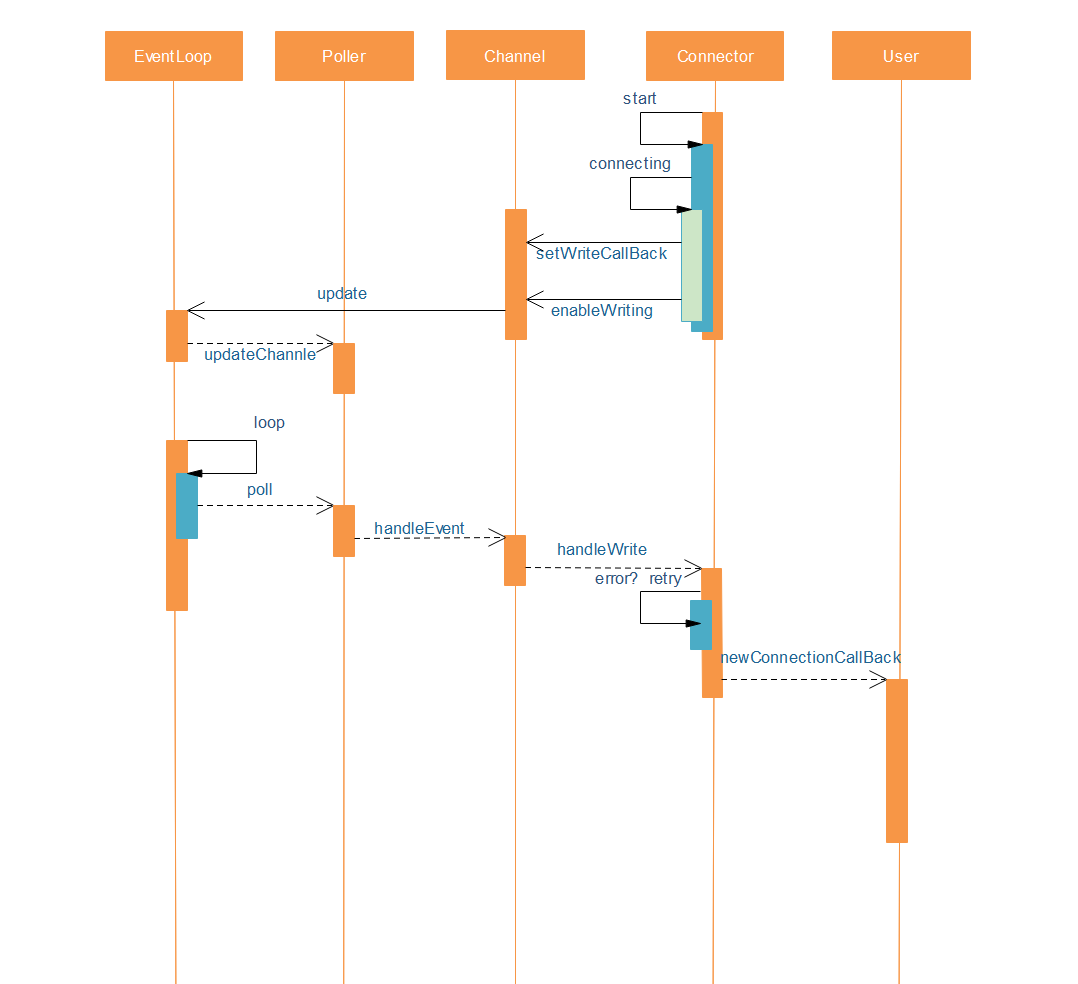 EventLoop
Poller
Channel
Connector
User
start
connecting
setWriteCallBack
update
enableWriting
updateChannle
loop
poll
handleEvent
handleWrite
error? retry
newConnectionCallBack